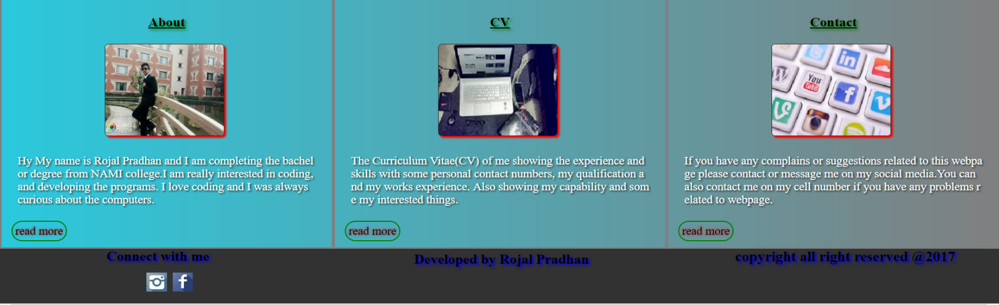 About
CV
Contact
in
You
Tube
f
Hy My name is Rojal Pradhan and I am completing the bachel
or degree from NAMI college.I am really interested in coding,
and developing the programs. I love coding and I was always
curious about the computers.
The Curriculum Vitae(CV) of me showing the experience and
skills with some personal contact numbers, my qualification a
nd my works experience. Also showing my capability and som
e my interested things.
If you have any complains or suggestions related to this webpa
ge please contact or message me on my social media.You can
also contact me on my cell number if you have any problems r
elated to webpage.
read more
read more
read more
Connect with me
Developed by Rojal Pradhan
copyright all right reserved @2017
f